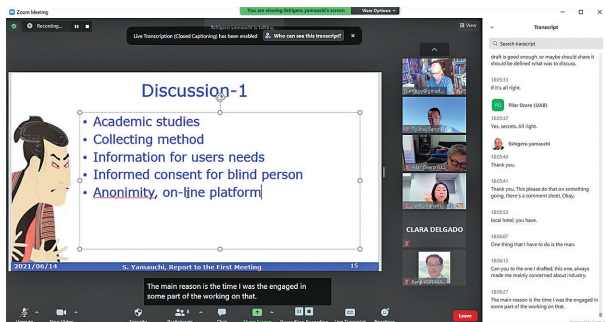 Zoom Meeting
You are viewing Shhigeru yamauchi's screen
View Options
Recording...
View
Live Transcription (Closed Captioning) has been enabled
Who can see this transcript?
Discussion-1
• Academic studies
• Collecting method
• Information for users needs
• Informed consent for blind person
• Anonimity, on-line platform
2021/06/14
S. Yamauchi, Report to the First Meeting
15
The main reason is the time I was the engaged in
some part of the working on that.
CLARA DELGADO
Transcript
Search transcript
draft is good enough, or maybe should share it
should be defined what was to discuss.
18:05:33
If it's all right.
PO
Pilar Orero (UAB)
18:05:37
Yes, secrets. All right.
Sshigeru yamauchi
18:05:40
Thank you.
18:05:41
Thank you. This please do that on something
going, there's a comment sheet. Okay.
18:05:53
local hotel, you have.
18:06:07
One thing that I have to do is the man.
18:06:15
Can you to the one I drafted, this one, always
made me mainly concerned about industry.
18:06:27
The main reason is the time I was the engaged in
some part of the working on that.
Leave